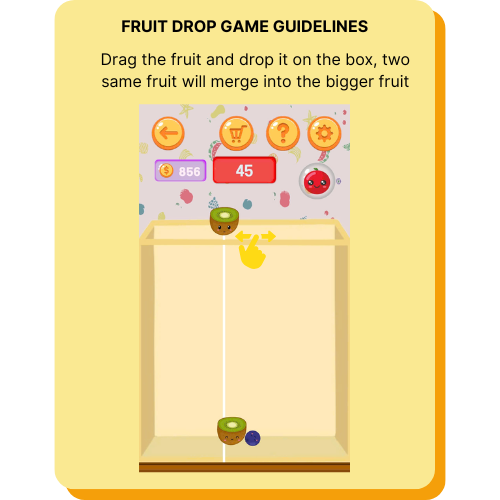 FRUIT DROP GAME GUIDELINES
Drag the fruit and drop it on the box, two
same fruit will merge into the bigger fruit
?
$ 856
45